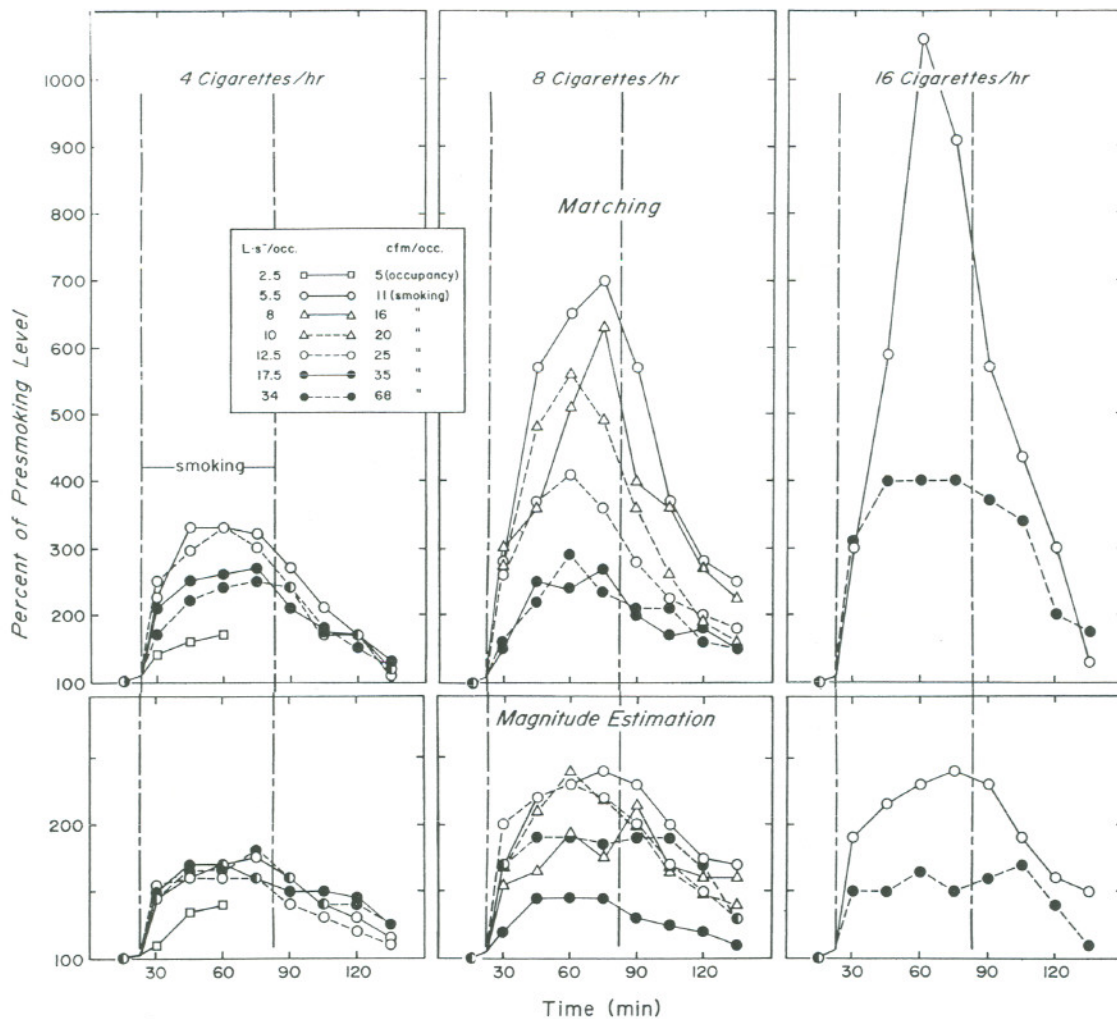 4 Cigarettes/hr 8 Cigarettes/hr 16 Cigarettes/hr
1000
900
800
Matching
L·s⁻/occ. cfm/occ.
2.5 5 (occupancy)
5.5 11 (smoking)
8 16 "
10 20 "
12.5 25 "
17.5 35 "
34 68 "
700
600
500
smoking
400
300
200
100
Percent of Presmoking Level
Magnitude Estimation
200
100
30 60 90 120 30 60 90 120 30 60 90 120
Time (min)